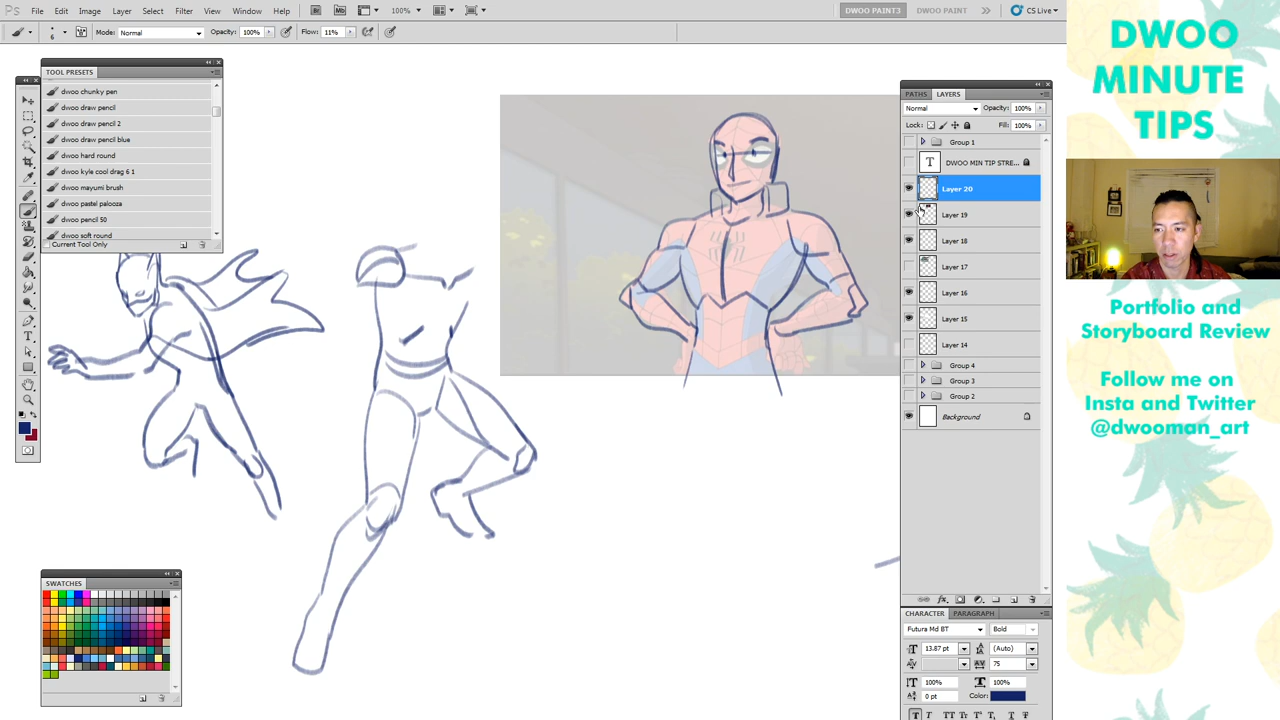 Ps File Edit Image Layer Select Filter View Window Help Br Mb 100% DWOO PAINT3 DWOO PAINT CS Live
6 Mode: Normal Opacity: 100% Flow: 11%
TOOL PRESETS
dwoo chunky pen
dwoo draw pencil
dwoo draw pencil 2
dwoo draw pencil blue
dwoo hard round
dwoo kyle cool drag 6 1
dwoo mayumi brush
dwoo pastel palooza
dwoo pencil 50
dwoo soft round
Current Tool Only
SWATCHES
PATHS LAYERS
Normal Opacity: 100%
Lock: Fill: 100%
Group 1
T DWOO MIN TIP STRE...
Layer 20
Layer 19
Layer 18
Layer 17
Layer 16
Layer 15
Layer 14
Group 4
Group 3
Group 2
Background
CHARACTER PARAGRAPH
Futura Md BT Bold
13.87 pt (Auto)
75
100% 100%
0 pt Color:
T T TT Tr T T T T
DWOO
MINUTE
TIPS
Portfolio and
Storyboard Review
Follow me on
Insta and Twitter
@dwooman_art